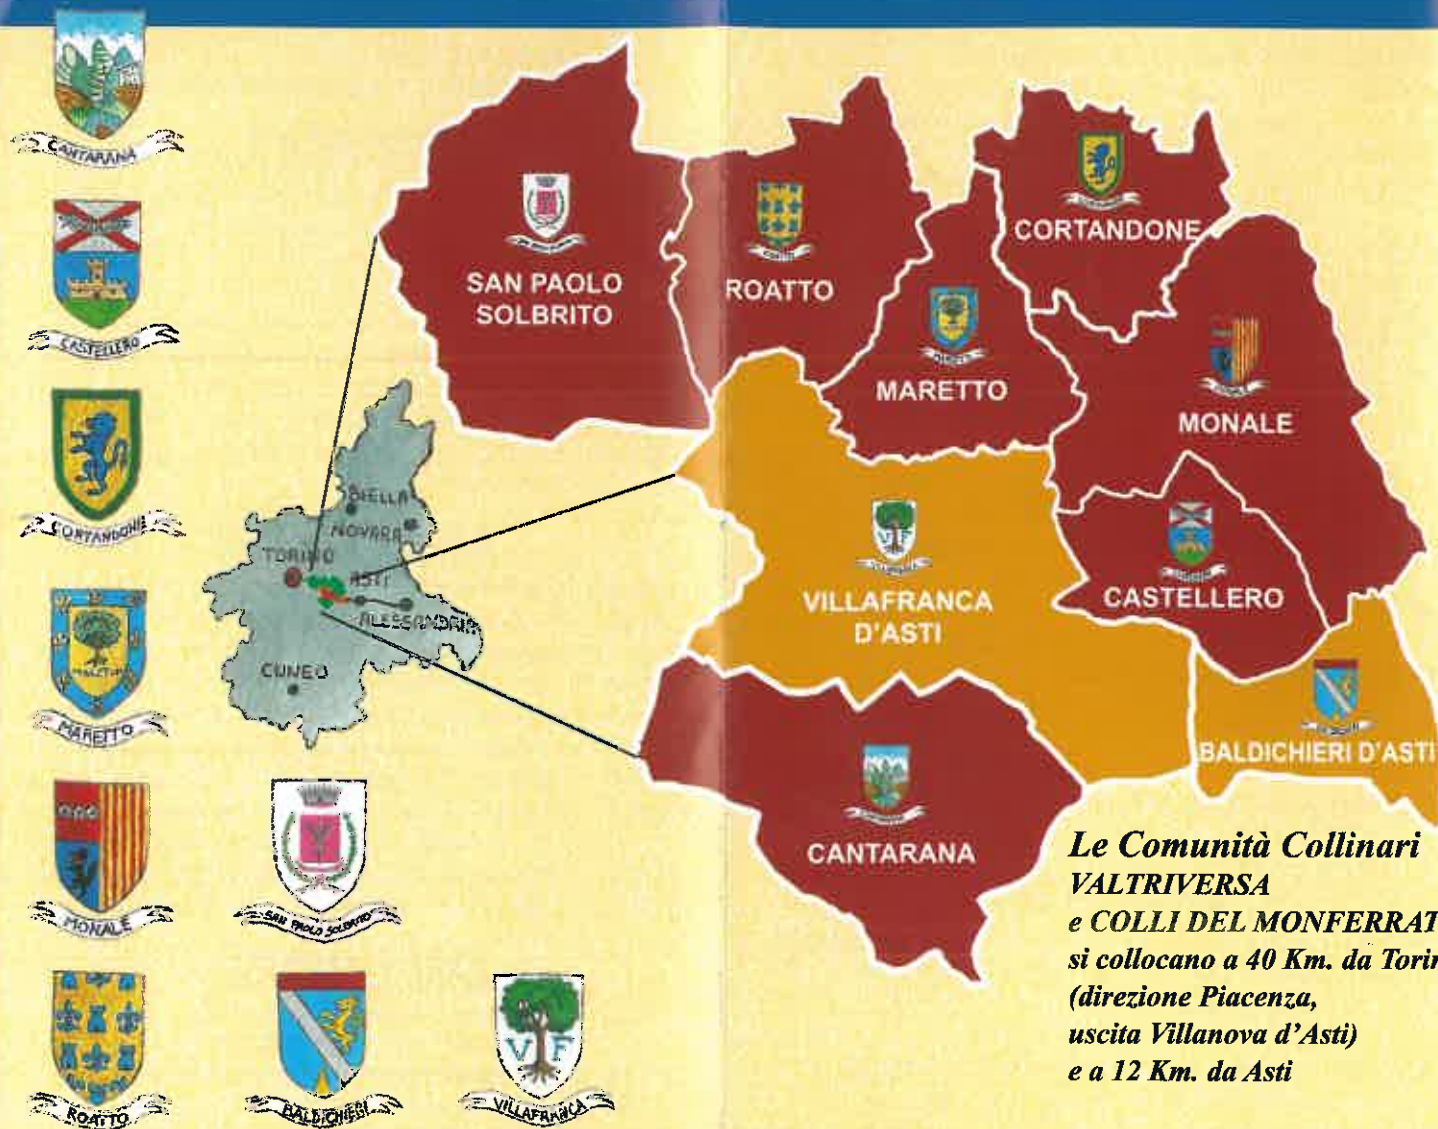 CANTARANA
CASTELLERO
CORTANDONE
MARETTO
MONALE
SAN PAOLO SOLBRITO
ROATTO
BALDICHIERI
VILLAFRANCA
V F
BIELLA
NOVARA
TORINO
ASTI
ALESSANDRIA
CUNEO
SAN PAOLO
SOLBRITO
ROATTO
MARETTO
CORTANDONE
MONALE
VILLAFRANCA
D'ASTI
V F
CASTELLERO
BALDICHIERI D'ASTI
CANTARANA
Le Comunità Collinari
VALTRIVERSA
e COLLI DEL MONFERRAT
si collocano a 40 Km. da Torin
(direzione Piacenza,
uscita Villanova d'Asti)
e a 12 Km. da Asti